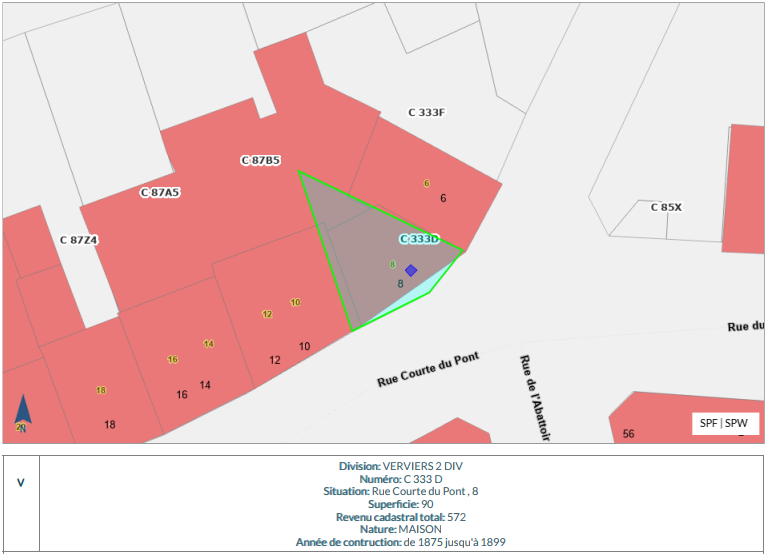 C 333F
C 87B5
6
6
C 87A5
C 85X
C 87Z4
C 333D
8
8
12
10
Rue du
12
10
16
14
Rue Courte du Pont
Rue de l'Abattoir
16
14
18
18
20
N
56
SPF | SPW
V
Division: VERVIERS 2 DIV
Numéro: C 333 D
Situation: Rue Courte du Pont , 8
Superficie: 90
Revenu cadastral total: 572
Nature: MAISON
Année de contruction: de 1875 jusqu'à 1899